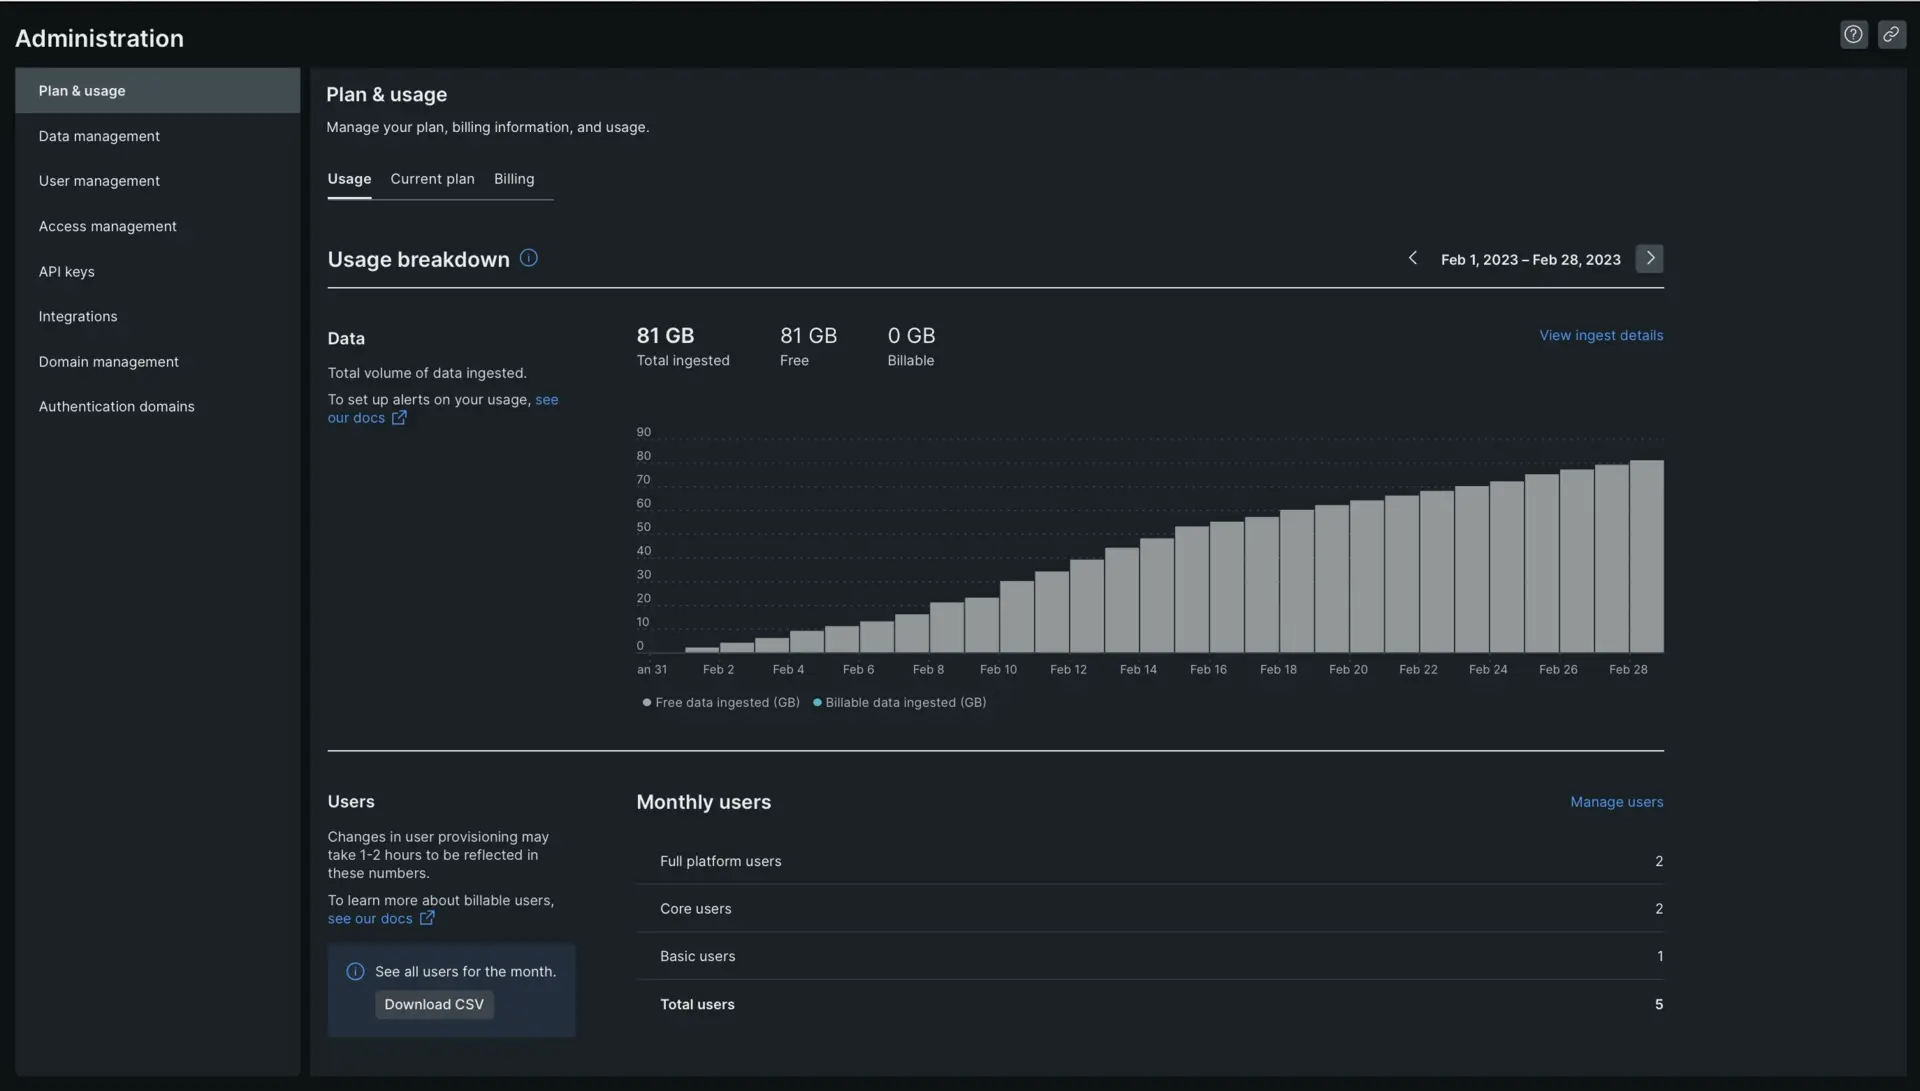 Administration
Plan & usage
Data management
User management
Access management
API keys
Integrations
Domain management
Authentication domains
Plan & usage
Manage your plan, billing information, and usage.
Usage Current plan Billing
Usage breakdown
Feb 1, 2023 – Feb 28, 2023
Data
Total volume of data ingested.
To set up alerts on your usage, see
our docs
81 GB 81 GB 0 GB
Total ingested Free Billable
View ingest details
90
80
70
60
50
40
30
20
10
0
an 31 Feb 2 Feb 4 Feb 6 Feb 8 Feb 10 Feb 12 Feb 14 Feb 16 Feb 18 Feb 20 Feb 22 Feb 24 Feb 26 Feb 28
Free data ingested (GB) Billable data ingested (GB)
Users
Changes in user provisioning may
take 1-2 hours to be reflected in
these numbers.
To learn more about billable users,
see our docs
See all users for the month.
Download CSV
Monthly users
Manage users
Full platform users 2
Core users 2
Basic users 1
Total users 5